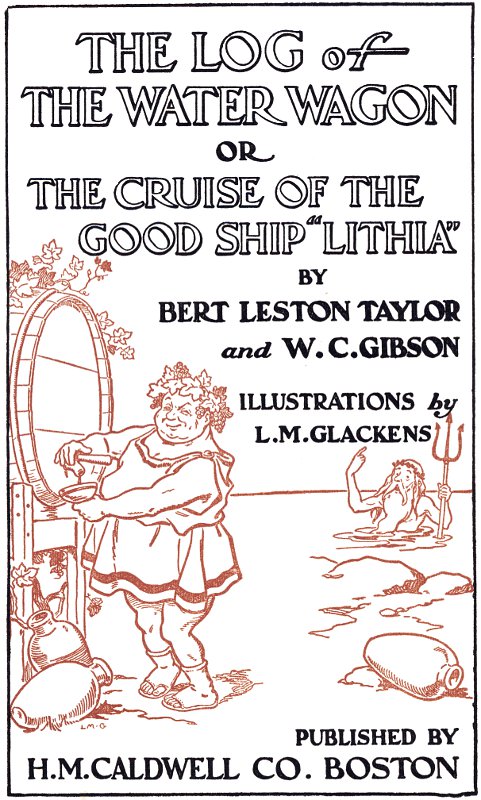 THE LOG of
THE WATER WAGON
OR
THE CRUISE OF THE
GOOD SHIP "LITHIA"
BY
BERT LESTON TAYLOR
and W. C. GIBSON
ILLUSTRATIONS by
L. M. GLACKENS
L.M.G
PUBLISHED BY
H. M. CALDWELL CO. BOSTON